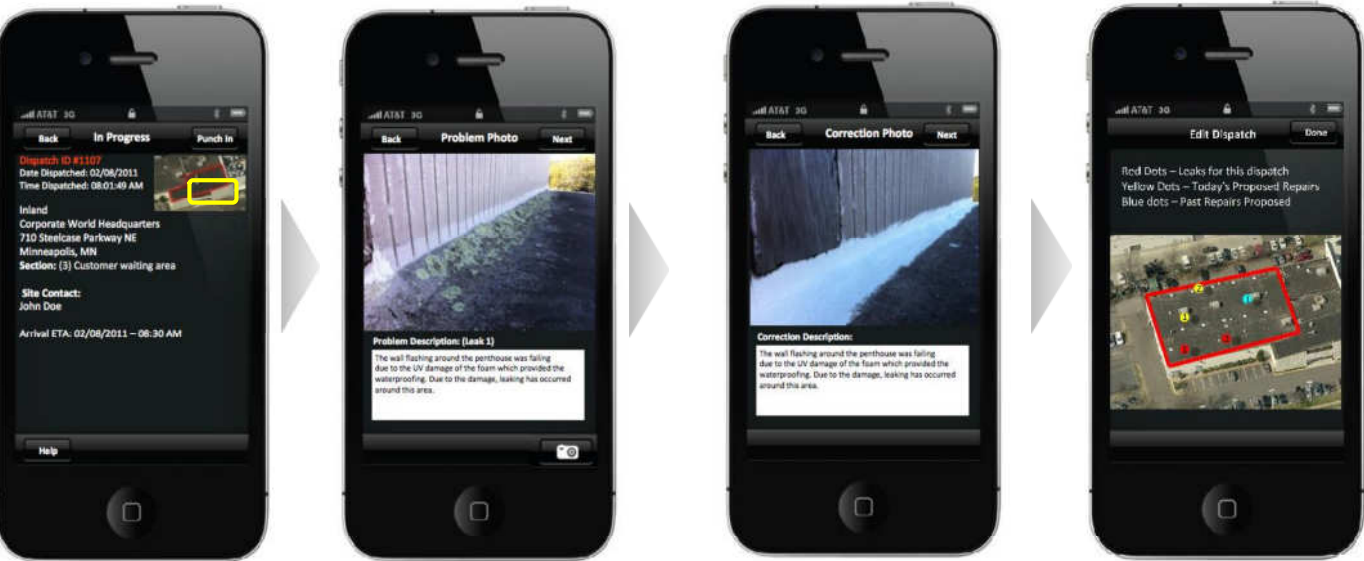 AT&T 3G
Back
In Progress
Punch In
Dispatch ID #1107
Date Dispatched: 02/08/2011
Time Dispatched: 08:01:49 AM
Inland
Corporate World Headquarters
710 Steelcase Parkway NE
Minneapolis, MN
Section: (3) Customer waiting area
Site Contact:
John Doe
Arrival ETA: 02/08/2011 – 08:30 AM
Help
AT&T 3G
Back
Problem Photo
Next
Problem Description: (Leak 1)
The wall flashing around the penthouse was failing
due to the UV damage of the foam which provided the
waterproofing. Due to the damage, leaking has occurred
around this area.
AT&T 3G
Back
Correction Photo
Next
Correction Description:
The wall flashing around the penthouse was failing
due to the UV damage of the foam which provided the
waterproofing. Due to the damage, leaking has occurred
around this area.
AT&T 3G
Edit Dispatch
Done
Red Dots – Leaks for this dispatch
Yellow Dots – Today's Proposed Repairs
Blue dots – Past Repairs Proposed
2
1